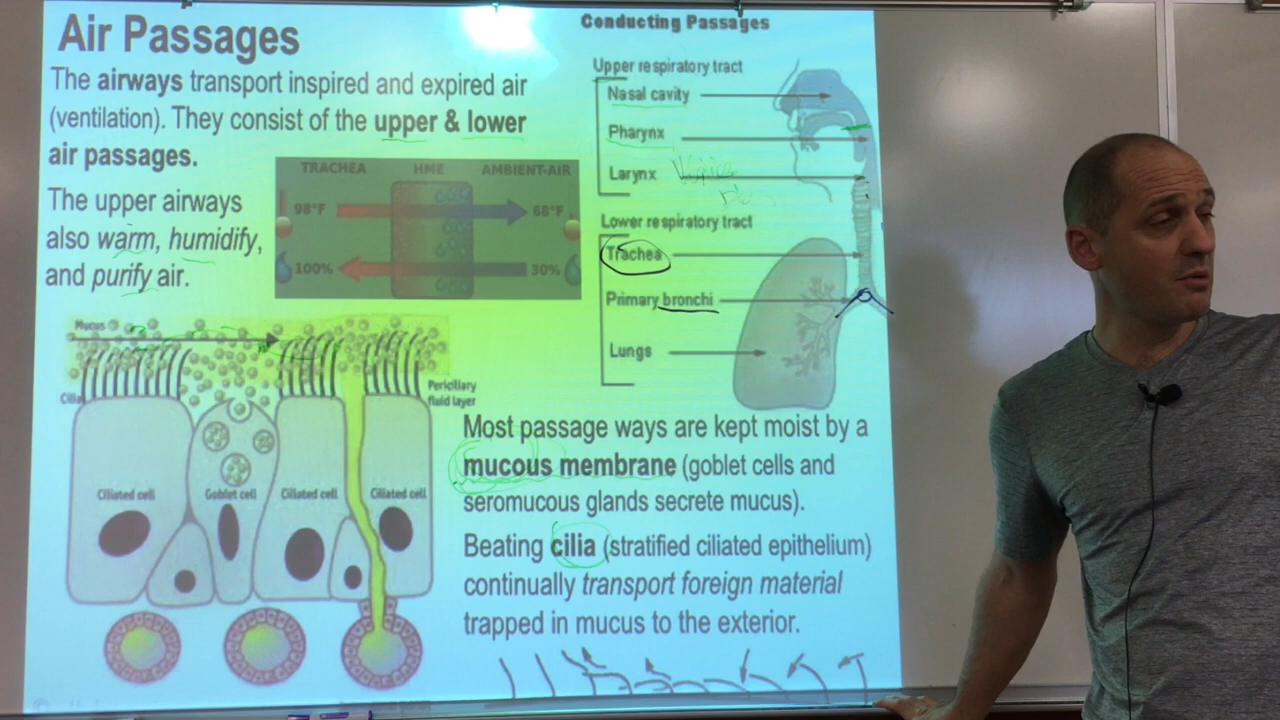 Air Passages
The airways transport inspired and expired air
(ventilation). They consist of the upper & lower
air passages.
The upper airways
also warm, humidify,
and purify air.
TRACHEA HME AMBIENT-AIR
98°F 68°F
100% 30%
Conducting Passages
Upper respiratory tract
Nasal cavity
Pharynx
Larynx
Lower respiratory tract
Trachea
Primary bronchi
Lungs
Mucus
Cilia
Periciliary
fluid layer
Ciliated cell Goblet cell Ciliated cell Ciliated cell
Most passage ways are kept moist by a
mucous membrane (goblet cells and
seromucous glands secrete mucus).
Beating cilia (stratified ciliated epithelium)
continually transport foreign material
trapped in mucus to the exterior.